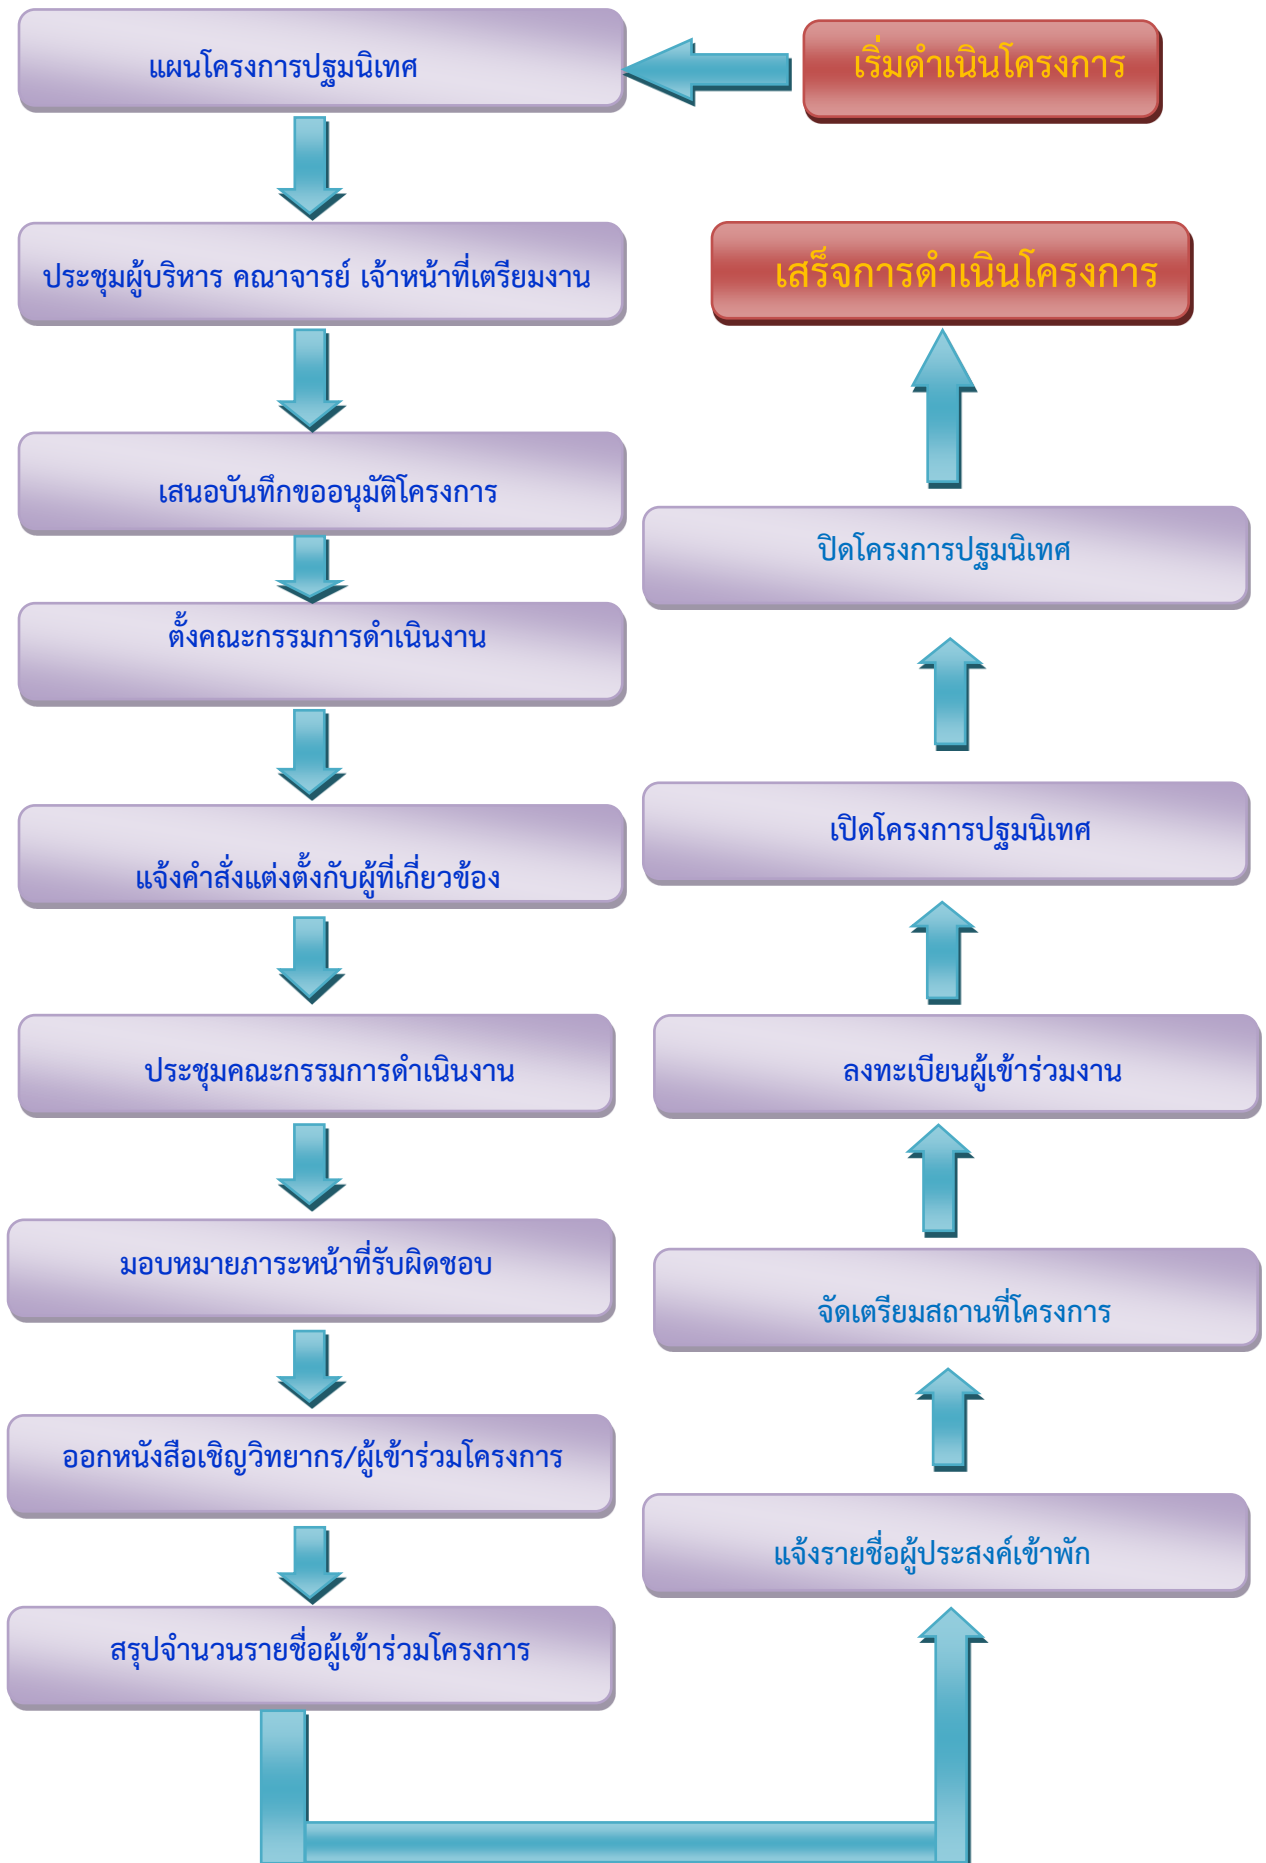 เริ่มดำเนินโครงการ
แผนโครงการปฐมนิเทศ
ประชุมผู้บริหาร คณาจารย์ เจ้าหน้าที่เตรียมงาน
เสนอบันทึกขออนุมัติโครงการ
ตั้งคณะกรรมการดำเนินงาน
แจ้งคำสั่งแต่งตั้งกับผู้ที่เกี่ยวข้อง
ประชุมคณะกรรมการดำเนินงาน
มอบหมายภาระหน้าที่รับผิดชอบ
ออกหนังสือเชิญวิทยากร/ผู้เข้าร่วมโครงการ
สรุปจำนวนรายชื่อผู้เข้าร่วมโครงการ
แจ้งรายชื่อผู้ประสงค์เข้าพัก
จัดเตรียมสถานที่โครงการ
ลงทะเบียนผู้เข้าร่วมงาน
เปิดโครงการปฐมนิเทศ
ปิดโครงการปฐมนิเทศ
เสร็จการดำเนินโครงการ